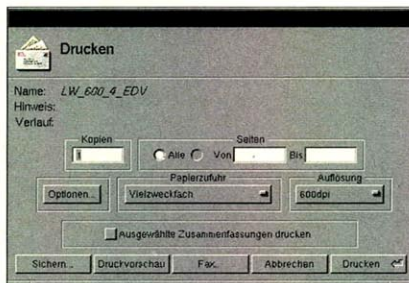 Drucken
Name: LW_600_4_EDV
Hinweis:
Verlauf:
Kopien Seiten
1 Alle Von Bis
Papierzufuhr Auflösung
Optionen... Vielzweckfach 600dpi
Ausgewählte Zusammenfassungen drucken
Sichern... Druckvorschau Fax... Abbrechen Drucken